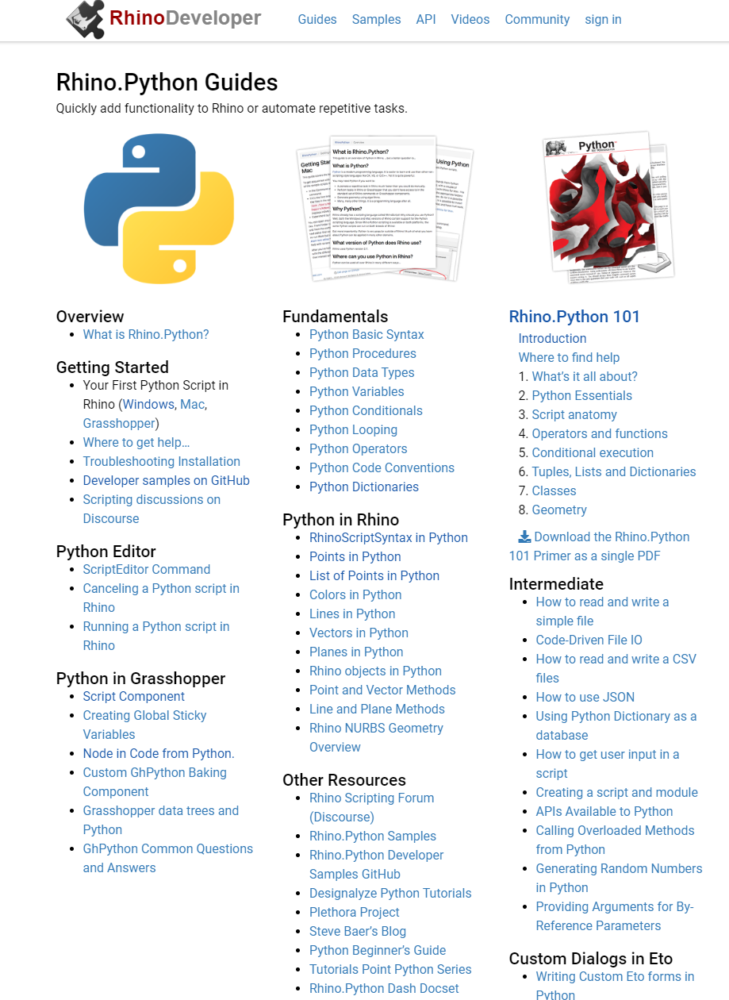 RhinoDeveloper
Guides Samples API Videos Community sign in
Rhino.Python Guides
Quickly add functionality to Rhino or automate repetitive tasks.
What is Rhino.Python?
What is Python?
Why Python?
What version of Python does Rhino use?
Where can you use Python in Rhino?
Getting Star
Mac
Using Python
Python
Overview
• What is Rhino.Python?
Getting Started
• Your First Python Script in
Rhino (Windows, Mac,
Grasshopper)
• Where to get help…
• Troubleshooting Installation
• Developer samples on GitHub
• Scripting discussions on
Discourse
Python Editor
• ScriptEditor Command
• Canceling a Python script in
Rhino
• Running a Python script in
Rhino
Python in Grasshopper
• Script Component
• Creating Global Sticky
Variables
• Node in Code from Python.
• Custom GhPython Baking
Component
• Grasshopper data trees and
Python
• GhPython Common Questions
and Answers
Fundamentals
• Python Basic Syntax
• Python Procedures
• Python Data Types
• Python Variables
• Python Conditionals
• Python Looping
• Python Operators
• Python Code Conventions
• Python Dictionaries
Python in Rhino
• RhinoScriptSyntax in Python
• Points in Python
• List of Points in Python
• Colors in Python
• Lines in Python
• Vectors in Python
• Planes in Python
• Rhino objects in Python
• Point and Vector Methods
• Line and Plane Methods
• Rhino NURBS Geometry
Overview
Other Resources
• Rhino Scripting Forum
(Discourse)
• Rhino.Python Samples
• Rhino.Python Developer
Samples GitHub
• Designalyze Python Tutorials
• Plethora Project
• Steve Baer’s Blog
• Python Beginner’s Guide
• Tutorials Point Python Series
• Rhino.Python Dash Docset
Rhino.Python 101
Introduction
Where to find help
1. What’s it all about?
2. Python Essentials
3. Script anatomy
4. Operators and functions
5. Conditional execution
6. Tuples, Lists and Dictionaries
7. Classes
8. Geometry
Download the Rhino.Python
101 Primer as a single PDF
Intermediate
• How to read and write a
simple file
• Code-Driven File IO
• How to read and write a CSV
files
• How to use JSON
• Using Python Dictionary as a
database
• How to get user input in a
script
• Creating a script and module
• APIs Available to Python
• Calling Overloaded Methods
from Python
• Generating Random Numbers
in Python
• Providing Arguments for By-
Reference Parameters
Custom Dialogs in Eto
• Writing Custom Eto forms in
Python